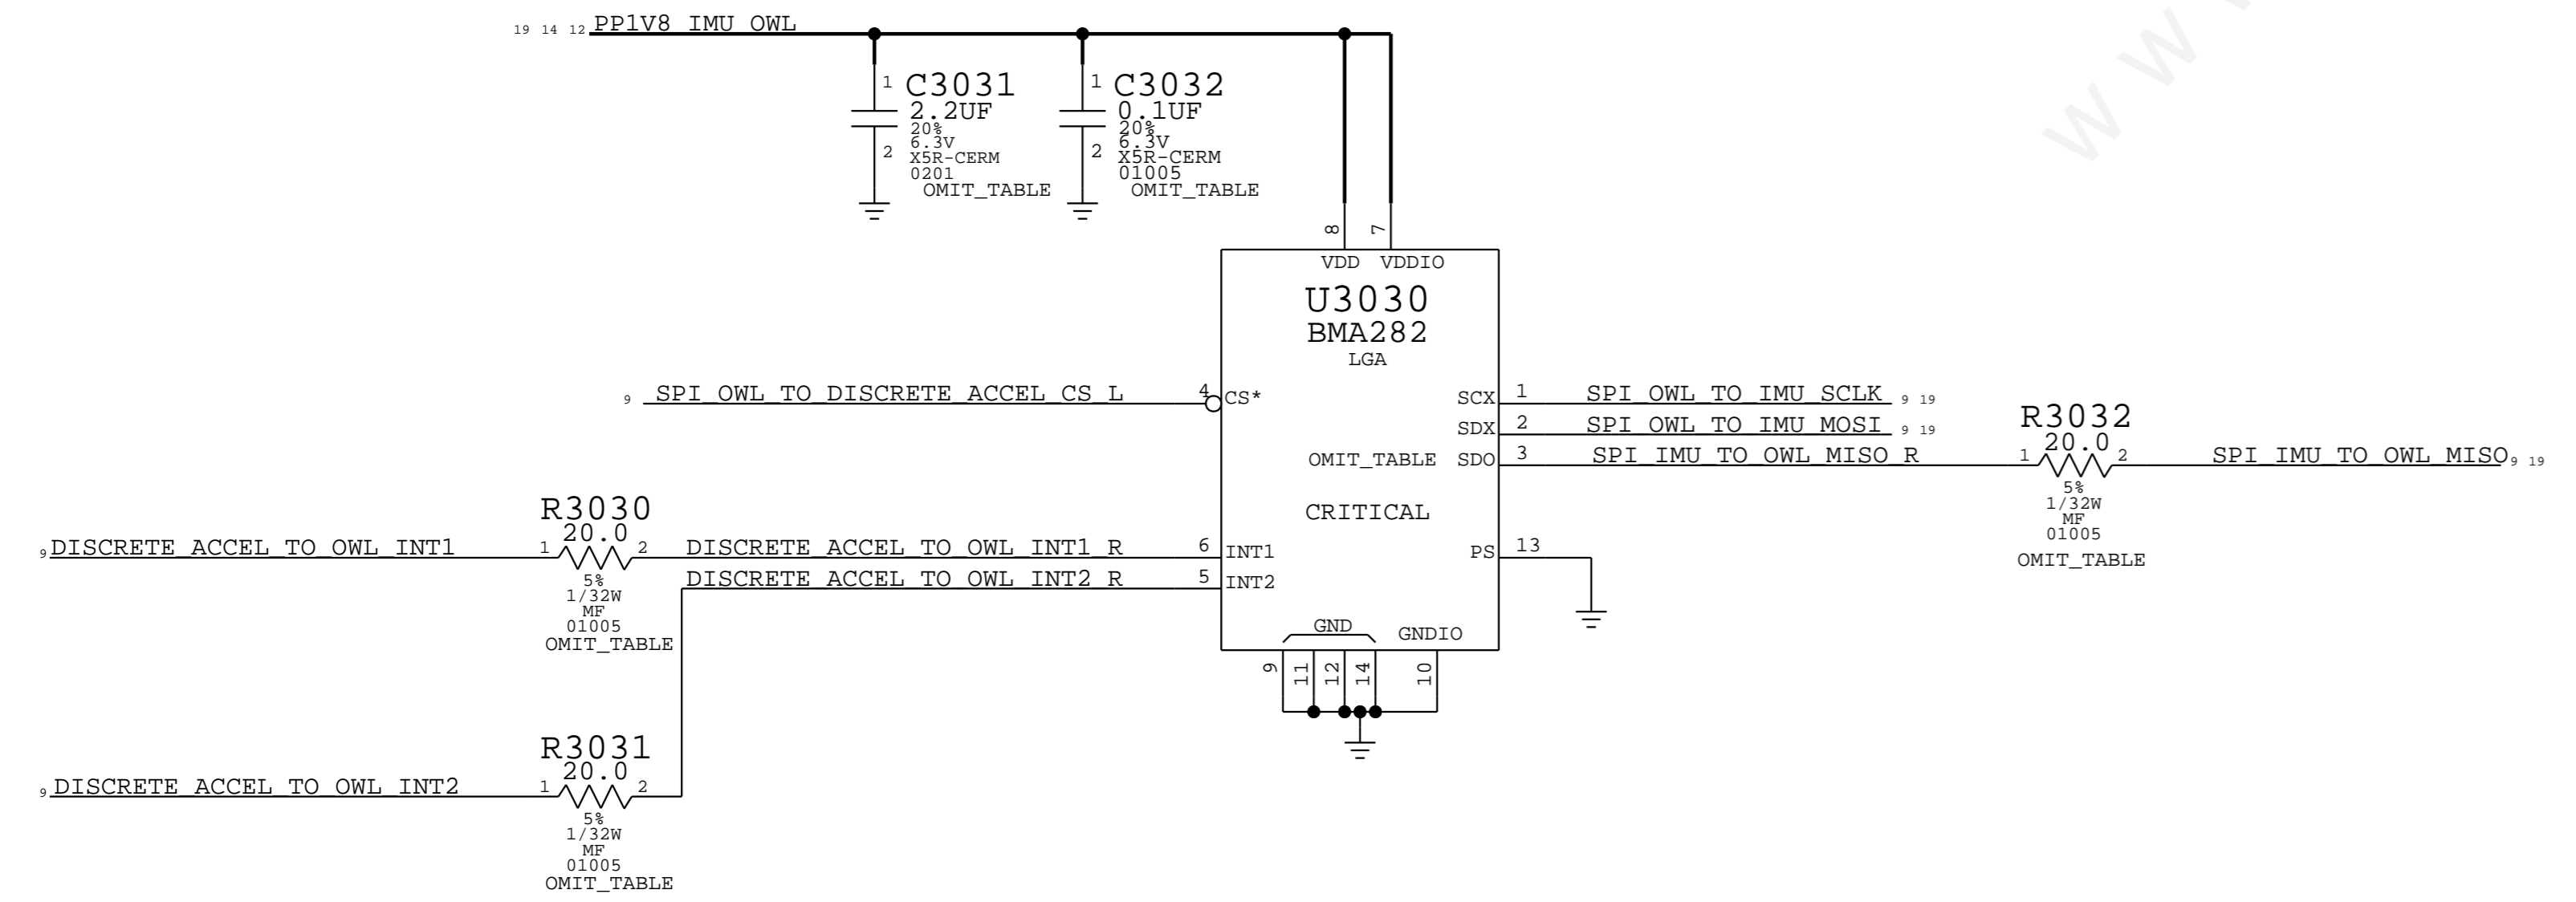 19 14 12 PP1V8_IMU_OWL
1 C3031
2.2UF
20%
6.3V
2 X5R-CERM
0201
OMIT_TABLE
1 C3032
0.1UF
20%
6.3V
2 X5R-CERM
01005
OMIT_TABLE
8 7
VDD VDDIO
U3030
BMA282
LGA
9 SPI_OWL_TO_DISCRETE_ACCEL_CS_L 4 CS*
SCX 1 SPI_OWL_TO_IMU_SCLK 9 19
SDX 2 SPI_OWL_TO_IMU_MOSI 9 19
OMIT_TABLE SDO 3 SPI_IMU_TO_OWL_MISO_R
R3032
20.0
1 2 SPI_IMU_TO_OWL_MISO 9 19
5%
1/32W
MF
01005
OMIT_TABLE
CRITICAL
R3030
20.0
9 DISCRETE_ACCEL_TO_OWL_INT1 1 2 DISCRETE_ACCEL_TO_OWL_INT1_R 6 INT1
5%
1/32W
MF
01005
OMIT_TABLE
DISCRETE_ACCEL_TO_OWL_INT2_R 5 INT2
PS 13
GND GNDIO
9 11 12 14 10
R3031
20.0
9 DISCRETE_ACCEL_TO_OWL_INT2 1 2
5%
1/32W
MF
01005
OMIT_TABLE
w w